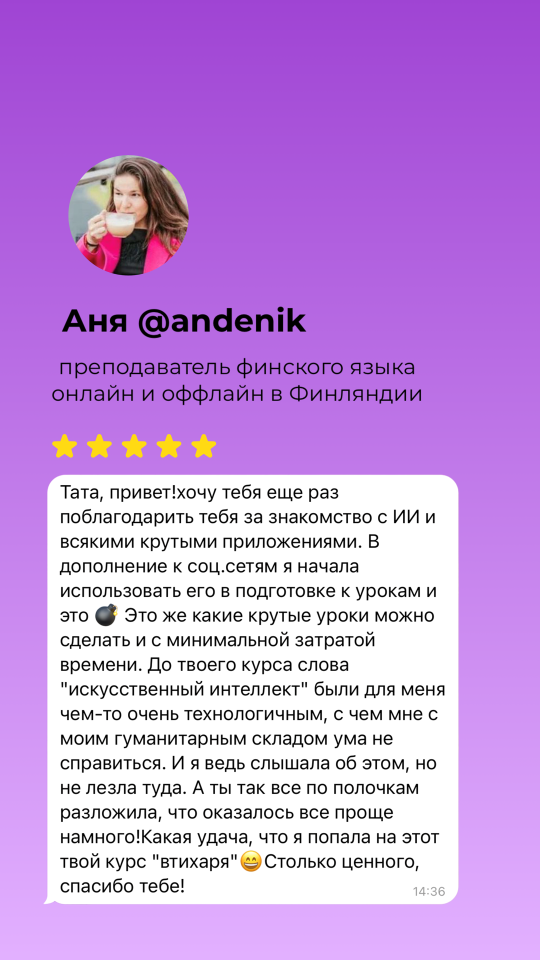 Аня @andenik
преподаватель финского языка
онлайн и оффлайн в Финляндии
Тата, привет!хочу тебя еще раз
поблагодарить тебя за знакомство с ИИ и
всякими крутыми приложениями. В
дополнение к соц.сетям я начала
использовать его в подготовке к урокам и
это 💣 Это же какие крутые уроки можно
сделать и с минимальной затратой
времени. До твоего курса слова
"искусственный интеллект" были для меня
чем-то очень технологичным, с чем мне с
моим гуманитарным складом ума не
справиться. И я ведь слышала об этом, но
не лезла туда. А ты так все по полочкам
разложила, что оказалось все проще
намного!Какая удача, что я попала на этот
твой курс "втихаря"😄Столько ценного,
спасибо тебе!
14:36